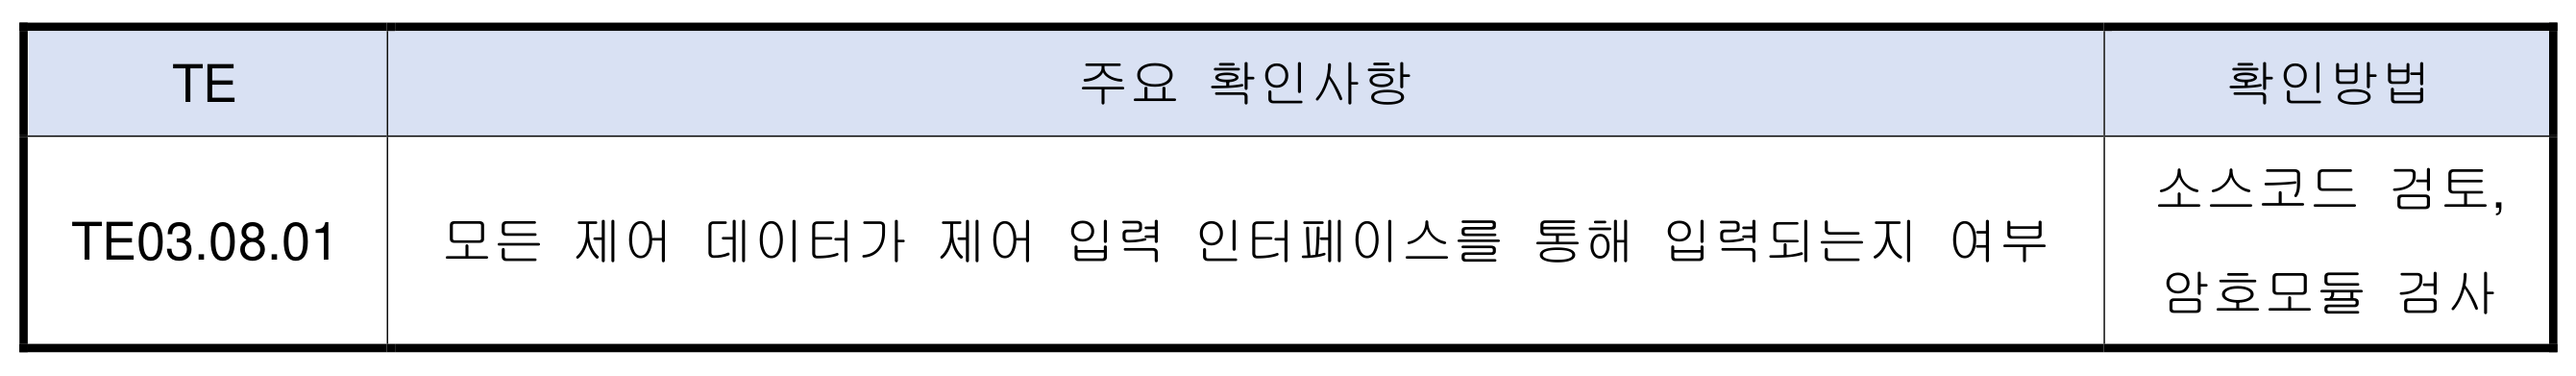 TE 주요 확인사항 확인방법
TE03.08.01 모든 제어 데이터가 제어 입력 인터페이스를 통해 입력되는지 여부 소스코드 검토,
암호모듈 검사